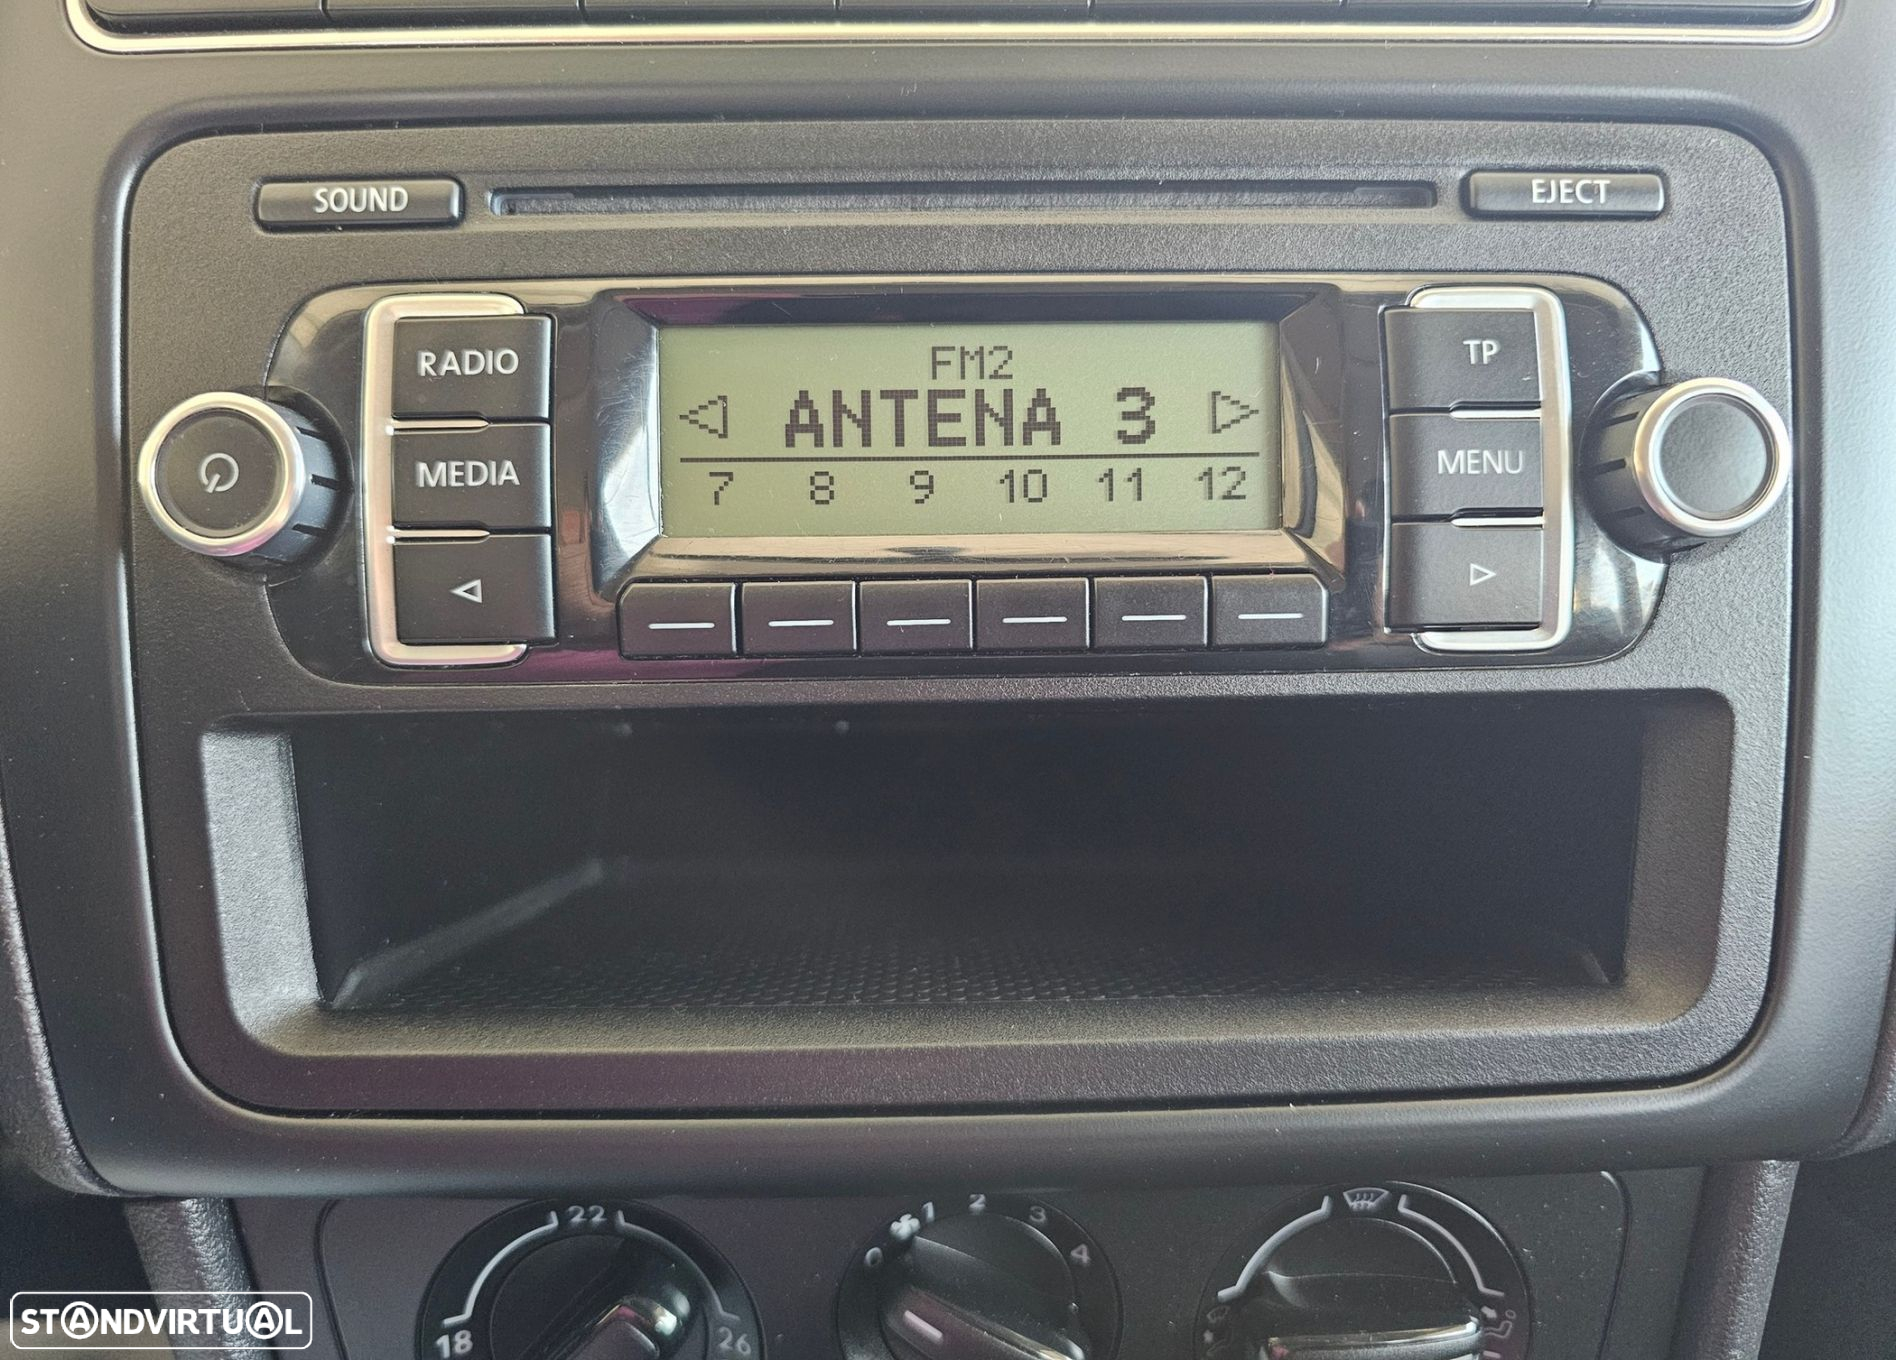 SOUND
EJECT
RADIO
FM2
TP
ANTENA 3
MEDIA
MENU
7 8 9 10 11 12
22
18
26
0 1 2 3 4
STANDVIRTUAL